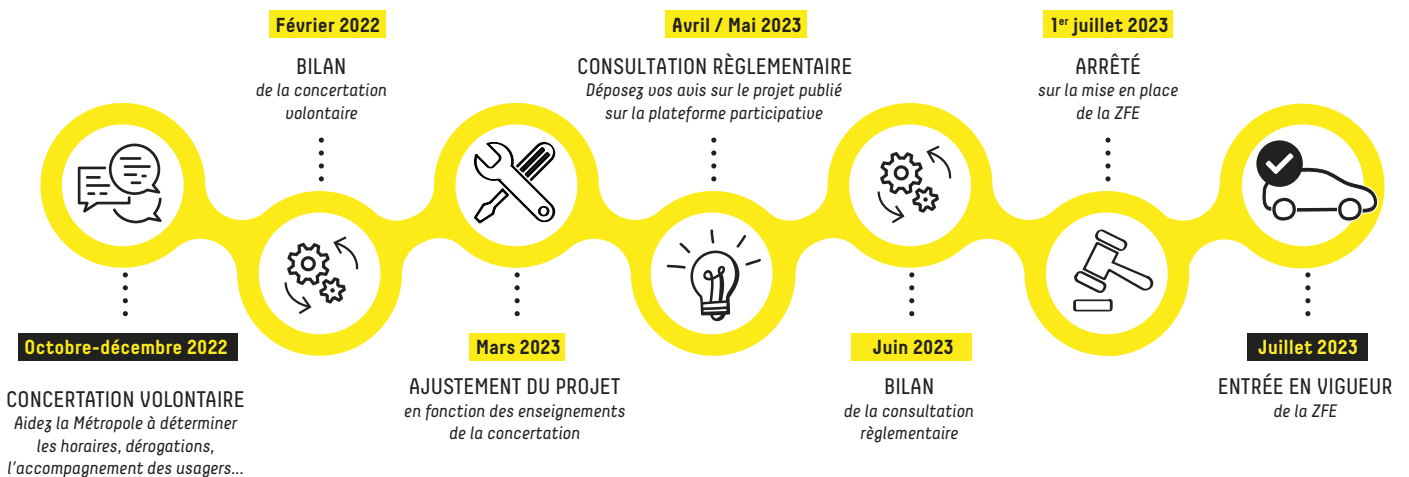 Octobre-décembre 2022
CONCERTATION VOLONTAIRE
Aidez la Métropole à déterminer
les horaires, dérogations,
l'accompagnement des usagers...
Février 2022
BILAN
de la concertation
volontaire
Mars 2023
AJUSTEMENT DU PROJET
en fonction des enseignements
de la concertation
Avril / Mai 2023
CONSULTATION RÈGLEMENTAIRE
Déposez vos avis sur le projet publié
sur la plateforme participative
Juin 2023
BILAN
de la consultation
règlementaire
1er juillet 2023
ARRÊTÉ
sur la mise en place
de la ZFE
Juillet 2023
ENTRÉE EN VIGUEUR
de la ZFE